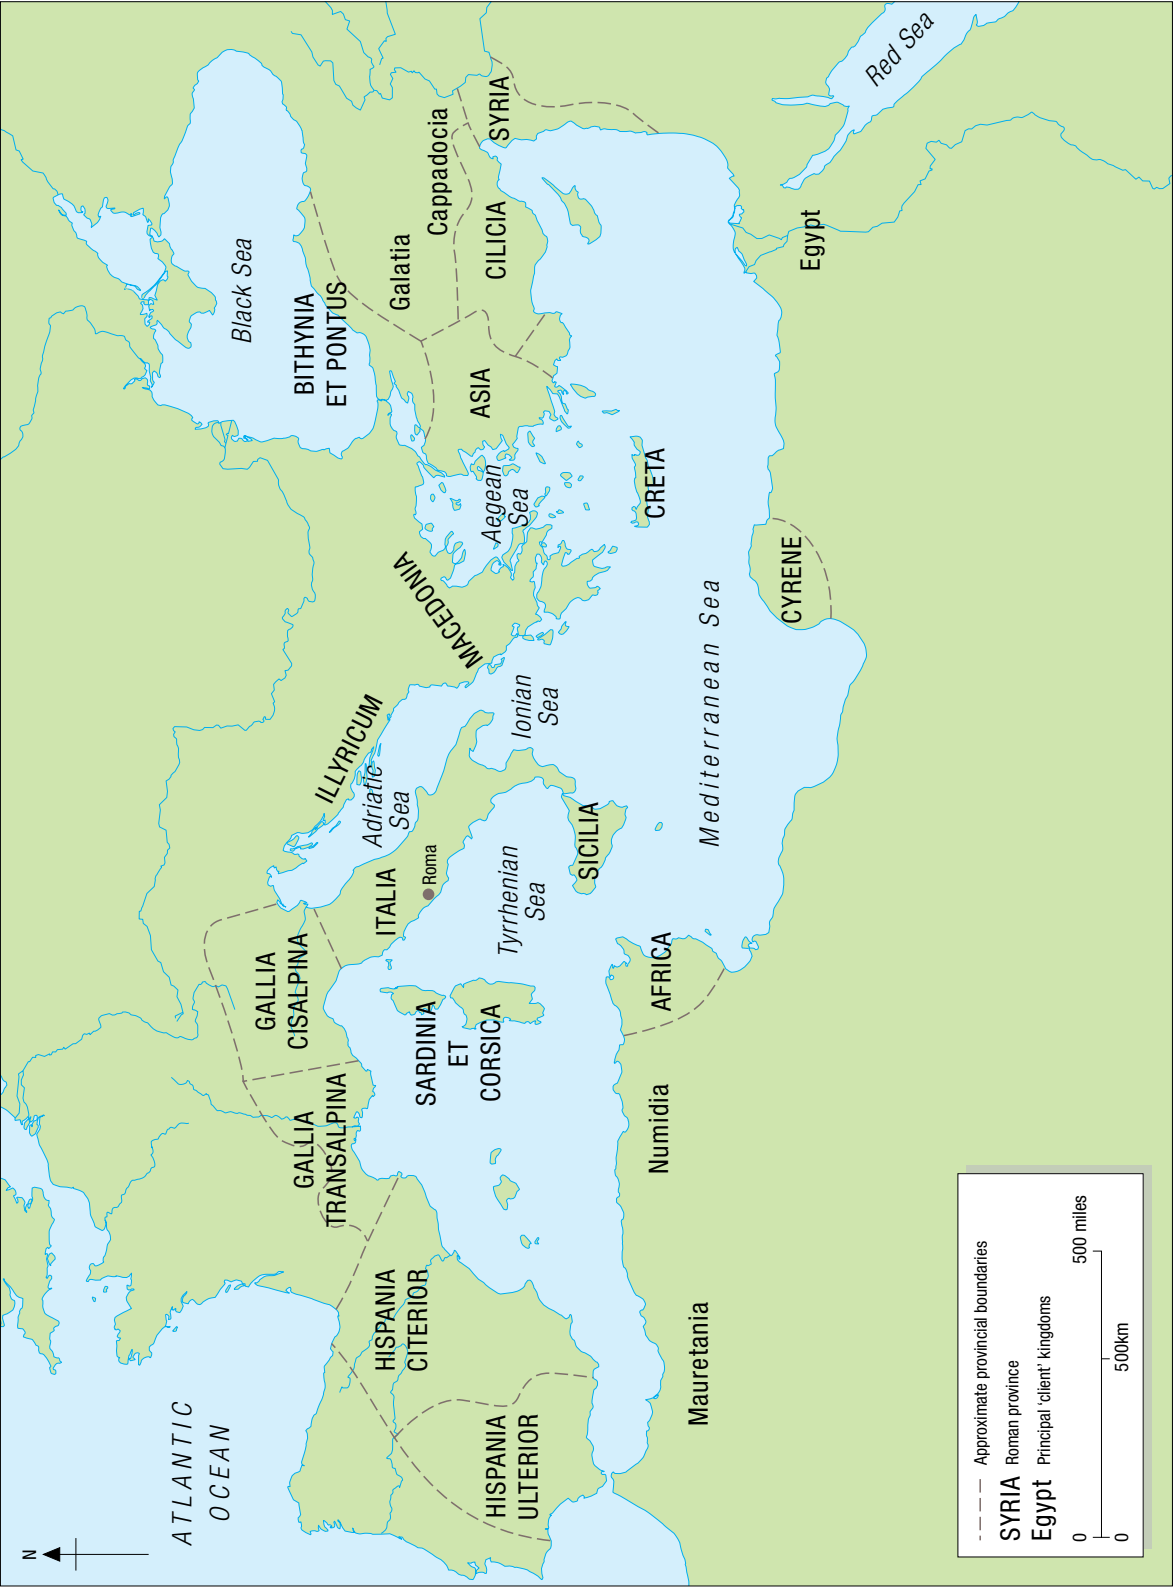 N
ATLANTIC
OCEAN
Black Sea
BITHYNIA
ET PONTUS
Galatia
Cappadocia
SYRIA
CILICIA
ASIA
Aegean
Sea
MACEDONIA
ILLYRICUM
Adriatic
Sea
Ionian
Sea
GALLIA
CISALPINA
ITALIA
Roma
GALLIA
TRANSALPINA
SARDINIA
ET
CORSICA
Tyrrhenian
Sea
SICILIA
HISPANIA
CITERIOR
HISPANIA
ULTERIOR
CRETA
Mediterranean Sea
CYRENE
AFRICA
Numidia
Mauretania
Egypt
Red Sea
Approximate provincial boundaries
SYRIA Roman province
Egypt Principal ‘client’ kingdoms
0 500 miles
0 500km